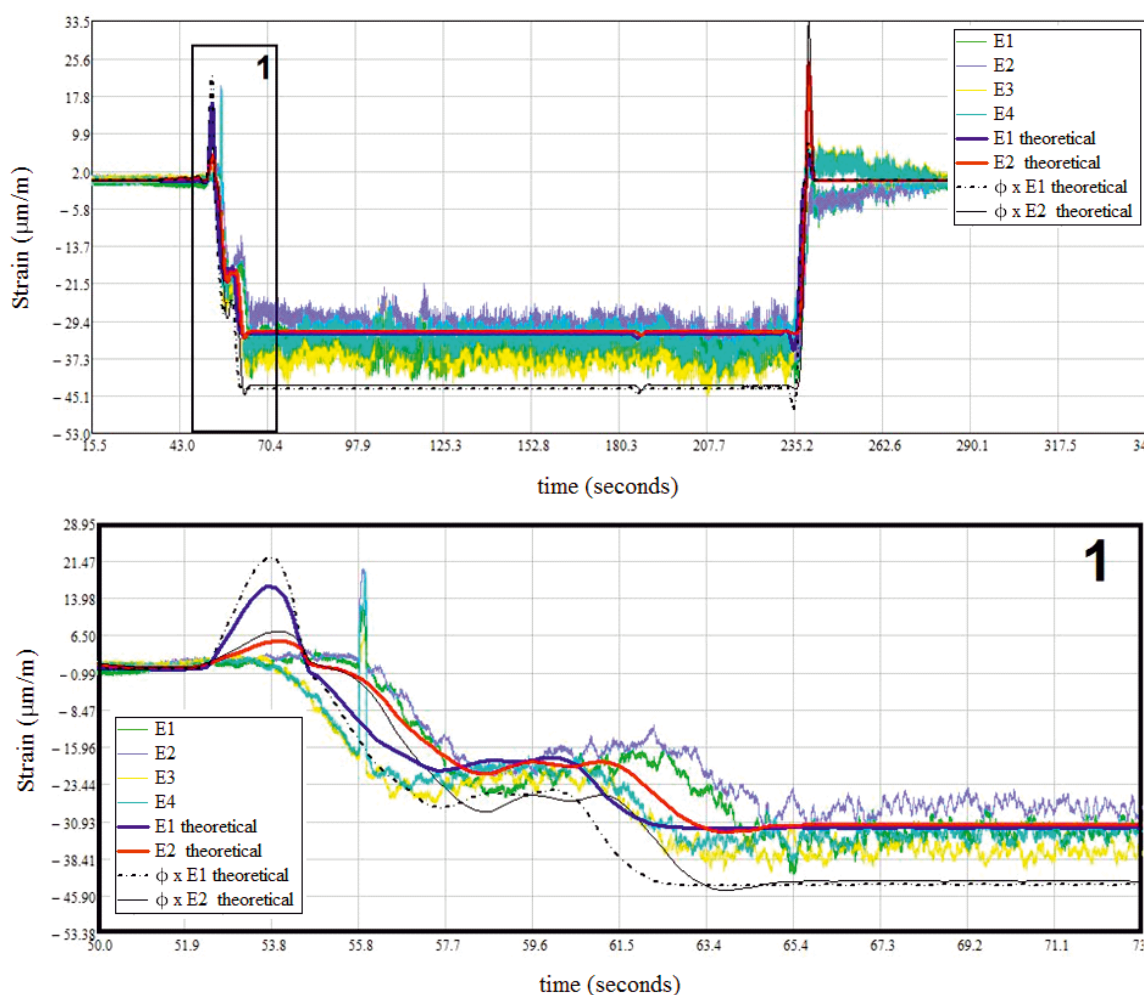 33.5
25.6
17.8
9.9
2.0
– 5.8
– 13.7
– 21.5
– 29.4
– 37.3
– 45.1
– 53.0
Strain (µm/m)
1
E1
E2
E3
E4
E1 theoretical
E2 theoretical
ϕ x E1 theoretical
ϕ x E2 theoretical
15.5 43.0 70.4 97.9 125.3 152.8 180.3 207.7 235.2 262.6 290.1 317.5 34
time (seconds)
28.95
21.47
13.98
6.50
– 0.99
– 8.47
– 15.96
– 23.44
– 30.93
– 38.41
– 45.90
– 53.38
Strain (µm/m)
1
E1
E2
E3
E4
E1 theoretical
E2 theoretical
ϕ x E1 theoretical
ϕ x E2 theoretical
50.0 51.9 53.8 55.8 57.7 59.6 61.5 63.4 65.4 67.3 69.2 71.1 73
time (seconds)